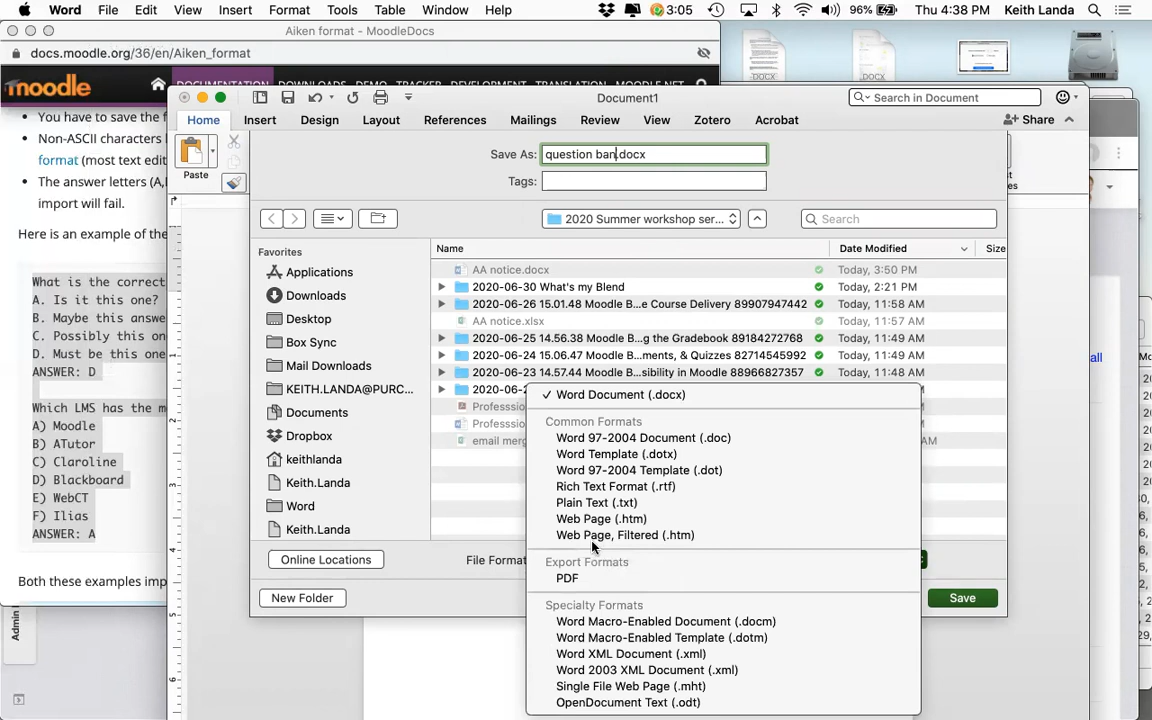 Word File Edit View Insert Format Tools Table Window Help 3:05 96% Thu 4:38 PM Keith Landa
Aiken format - MoodleDocs
docs.moodle.org/36/en/Aiken_format
moodle
You have to save the f
Non-ASCII characters
format (most text edit
The answer letters (A,
import will fail.
Here is an example of the
What is the correct
A. Is it this one?
B. Maybe this answe
C. Possibly this one
D. Must be this one
ANSWER: D
Which LMS has the m
A) Moodle
B) ATutor
C) Claroline
D) Blackboard
E) WebCT
F) Ilias
ANSWER: A
Both these examples imp
Admin
DOCX
DOCX
Document1
Search in Document
Home Insert Design Layout References Mailings Review View Zotero Acrobat Share
Paste
Save As: question ban.docx
Tags:
2020 Summer workshop ser...
Search
Favorites
Applications
Downloads
Desktop
Box Sync
Mail Downloads
KEITH.LANDA@PURC...
Documents
Dropbox
keithlanda
Keith.Landa
Word
Keith.Landa
Name Date Modified Size
AA notice.docx Today, 3:50 PM
2020-06-30 What's my Blend Today, 2:21 PM
2020-06-26 15.01.48 Moodle B...e Course Delivery 89907947442 Today, 11:58 AM
AA notice.xlsx Today, 11:57 AM
2020-06-25 14.56.38 Moodle B...g the Gradebook 89184272768 Today, 11:49 AM
2020-06-24 15.06.47 Moodle B...ments, & Quizzes 82714545992 Today, 11:49 AM
2020-06-23 14.57.44 Moodle B...sibility in Moodle 88966827357 Today, 11:48 AM
2020-06-2
Professsio
Professsio
email merg
AM
Word Document (.docx)
Common Formats
Word 97-2004 Document (.doc)
Word Template (.dotx)
Word 97-2004 Template (.dot)
Rich Text Format (.rtf)
Plain Text (.txt)
Web Page (.htm)
Web Page, Filtered (.htm)
Export Formats
PDF
Specialty Formats
Word Macro-Enabled Document (.docm)
Word Macro-Enabled Template (.dotm)
Word XML Document (.xml)
Word 2003 XML Document (.xml)
Single File Web Page (.mht)
OpenDocument Text (.odt)
Online Locations
File Format
New Folder
Save
all